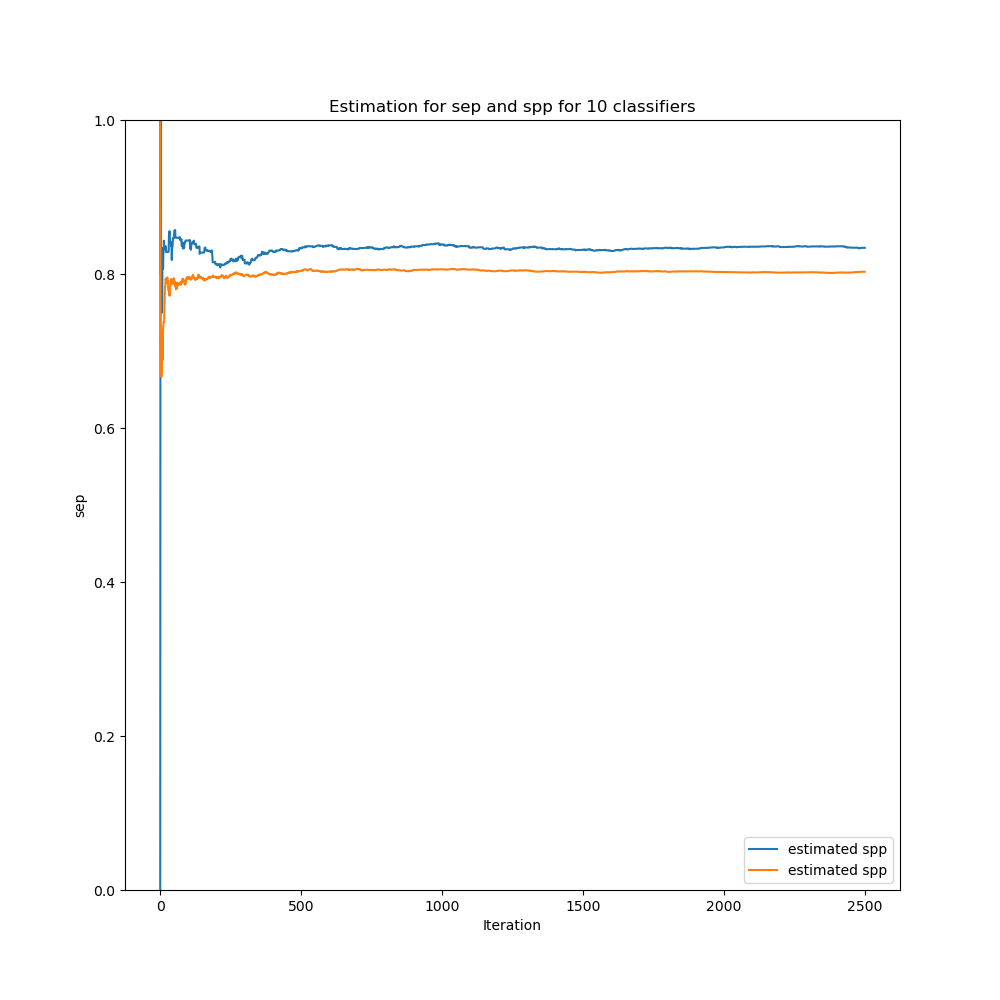 Estimation for sep and spp for 10 classifiers
1.0
0.8
0.6
0.4
0.2
0.0
sep
0 500 1000 1500 2000 2500
Iteration
estimated spp
estimated spp